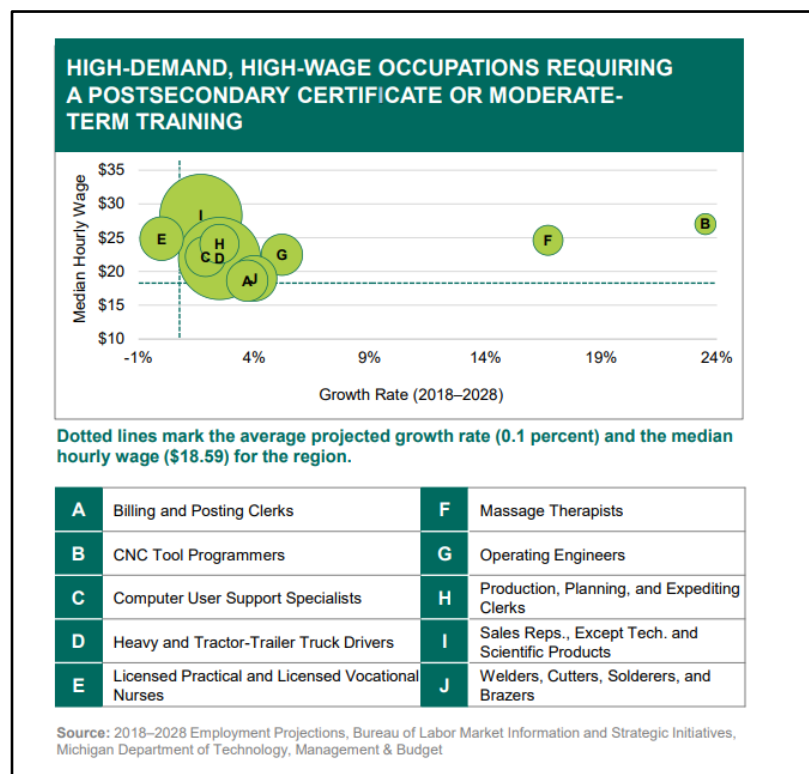 HIGH-DEMAND, HIGH-WAGE OCCUPATIONS REQUIRING
A POSTSECONDARY CERTIFICATE OR MODERATE-
TERM TRAINING
Median Hourly Wage
$35
$30
$25
$20
$15
$10
I
E
H
C
D
G
A
J
F
B
-1%
4%
9%
14%
19%
24%
Growth Rate (2018–2028)
Dotted lines mark the average projected growth rate (0.1 percent) and the median
hourly wage ($18.59) for the region.
A Billing and Posting Clerks
F Massage Therapists
B CNC Tool Programmers
G Operating Engineers
C Computer User Support Specialists
H Production, Planning, and Expediting
Clerks
D Heavy and Tractor-Trailer Truck Drivers
I Sales Reps., Except Tech. and
Scientific Products
E Licensed Practical and Licensed Vocational
Nurses
J Welders, Cutters, Solderers, and
Brazers
Source: 2018–2028 Employment Projections, Bureau of Labor Market Information and Strategic Initiatives,
Michigan Department of Technology, Management & Budget